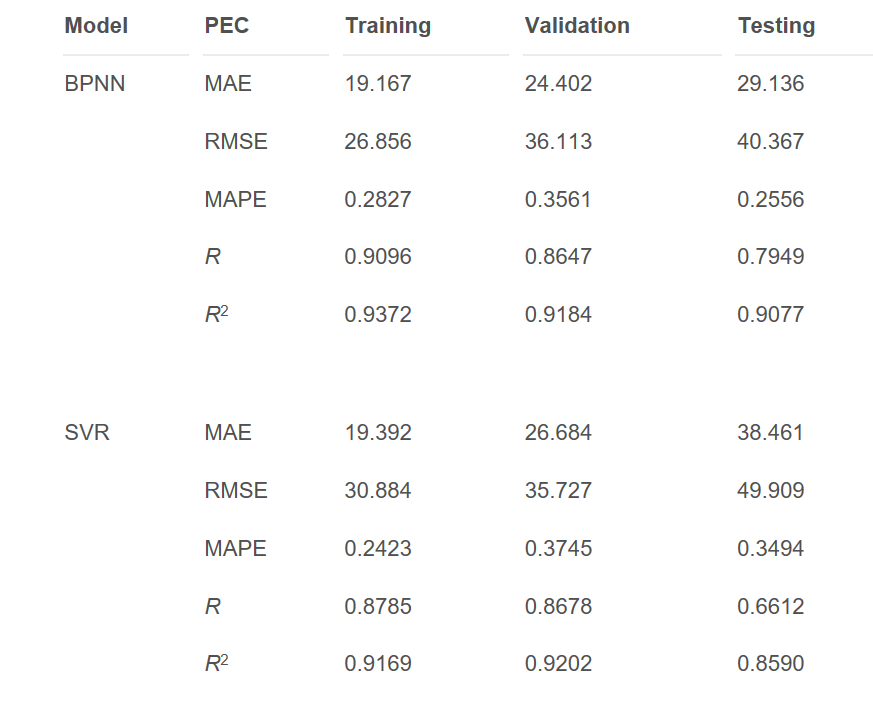 Model PEC Training Validation Testing
BPNN MAE 19.167 24.402 29.136
RMSE 26.856 36.113 40.367
MAPE 0.2827 0.3561 0.2556
R 0.9096 0.8647 0.7949
R² 0.9372 0.9184 0.9077
SVR MAE 19.392 26.684 38.461
RMSE 30.884 35.727 49.909
MAPE 0.2423 0.3745 0.3494
R 0.8785 0.8678 0.6612
R² 0.9169 0.9202 0.8590